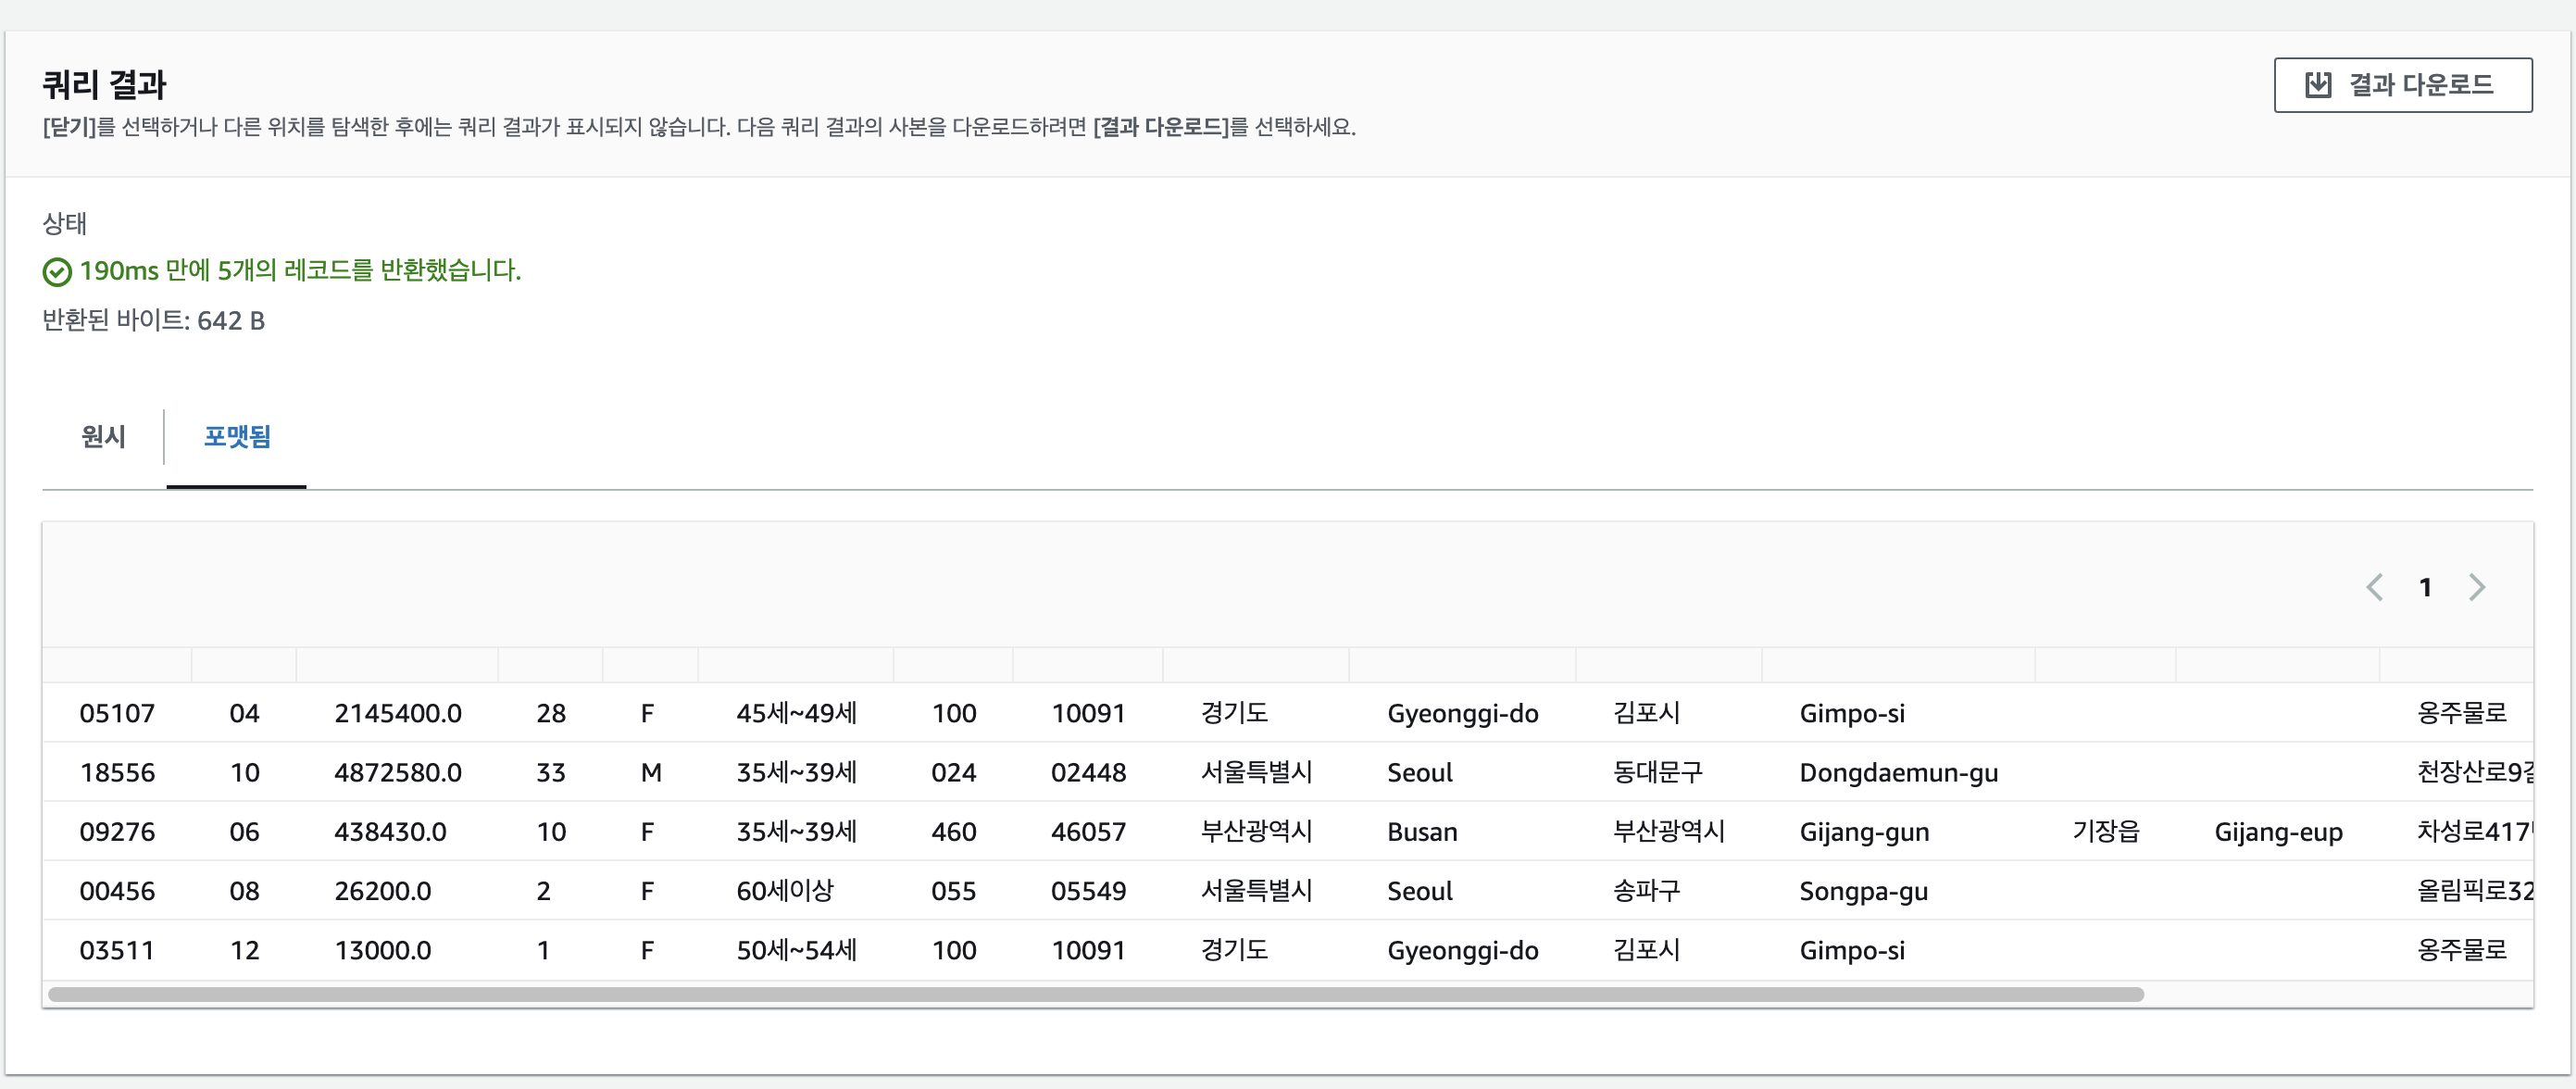 쿼리 결과
결과 다운로드
[닫기]를 선택하거나 다른 위치를 탐색한 후에는 쿼리 결과가 표시되지 않습니다. 다음 쿼리 결과의 사본을 다운로드하려면 [결과 다운로드]를 선택하세요.
상태
190ms 만에 5개의 레코드를 반환했습니다.
반환된 바이트: 642 B
원시 포맷됨
1
05107 04 2145400.0 28 F 45세~49세 100 10091 경기도 Gyeonggi-do 김포시 Gimpo-si 옹주물로
18556 10 4872580.0 33 M 35세~39세 024 02448 서울특별시 Seoul 동대문구 Dongdaemun-gu 천장산로9길
09276 06 438430.0 10 F 35세~39세 460 46057 부산광역시 Busan 부산광역시 Gijang-gun 기장읍 Gijang-eup 차성로417
00456 08 26200.0 2 F 60세이상 055 05549 서울특별시 Seoul 송파구 Songpa-gu 올림픽로32
03511 12 13000.0 1 F 50세~54세 100 10091 경기도 Gyeonggi-do 김포시 Gimpo-si 옹주물로